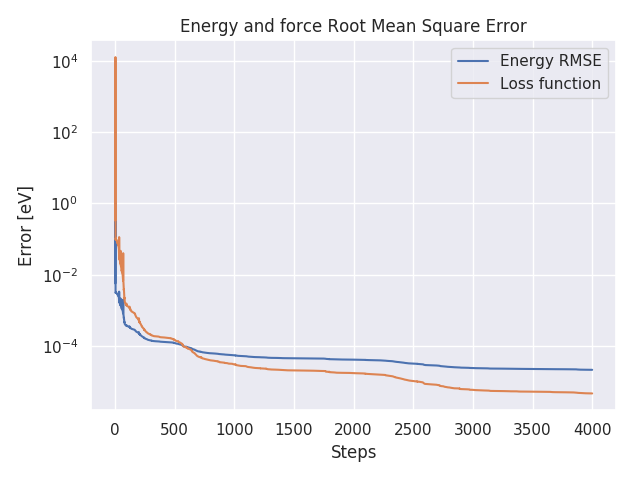 Energy and force Root Mean Square Error
Energy RMSE
Loss function
Error [eV]
10^4
10^2
10^0
10^−2
10^−4
0 500 1000 1500 2000 2500 3000 3500 4000
Steps